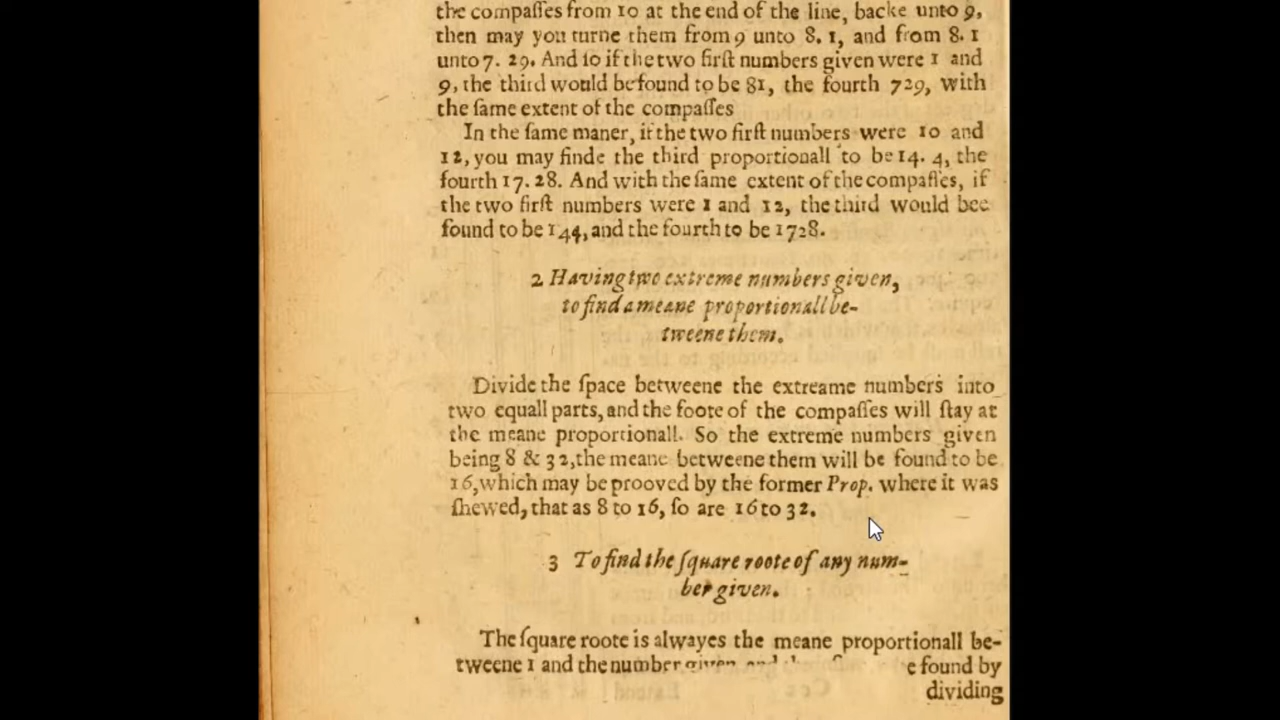 the compaſſes from 10 at the end of the line, backe unto 9,
then may you turne them from 9 unto 8. 1, and from 8. 1
unto 7. 29. And ſo if the two firſt numbers given were 1 and
9, the third would be found to be 81, the fourth 729, with
the ſame extent of the compaſſes
In the ſame maner, if the two firſt numbers were 10 and
12, you may finde the third proportionall to be 14. 4, the
fourth 17. 28. And with the ſame extent of the compaſſes, if
the two firſt numbers were 1 and 12, the third would bee
found to be 144, and the fourth to be 1728.
2 Having two extreme numbers given,
to find a meane proportionall be-
tweene them.
Divide the ſpace betweene the extreame numbers into
two equall parts, and the foote of the compaſſes will ſtay at
the meane proportionall. So the extreme numbers given
being 8 & 32, the meane betweene them will be found to be
16, which may be prooved by the former Prop. where it was
ſhewed, that as 8 to 16, ſo are 16 to 32.
3 To find the ſquare roote of any num-
ber given.
The ſquare roote is alwayes the meane proportionall be-
tweene 1 and the number given e found by
dividing